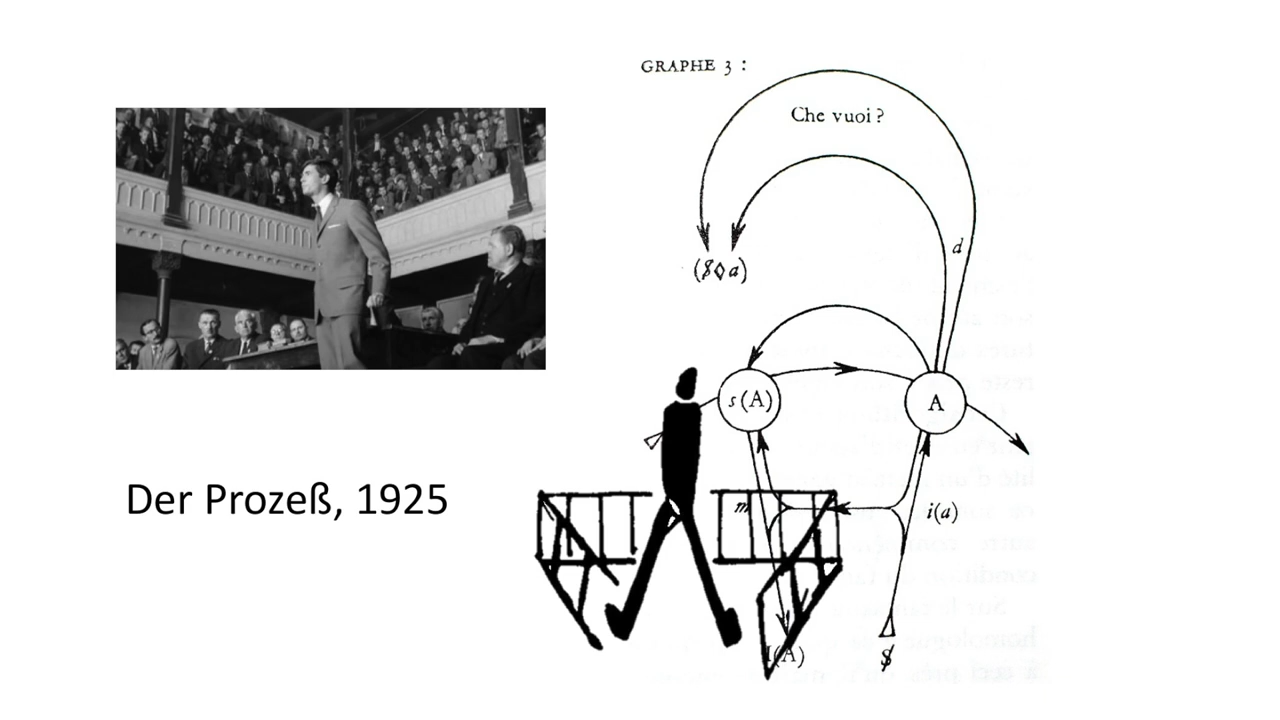 GRAPHE 3 :
Che vuoi ?
d
($◊a)
s(A)
A
m
i(a)
Der Prozeß, 1925
I(A)
$